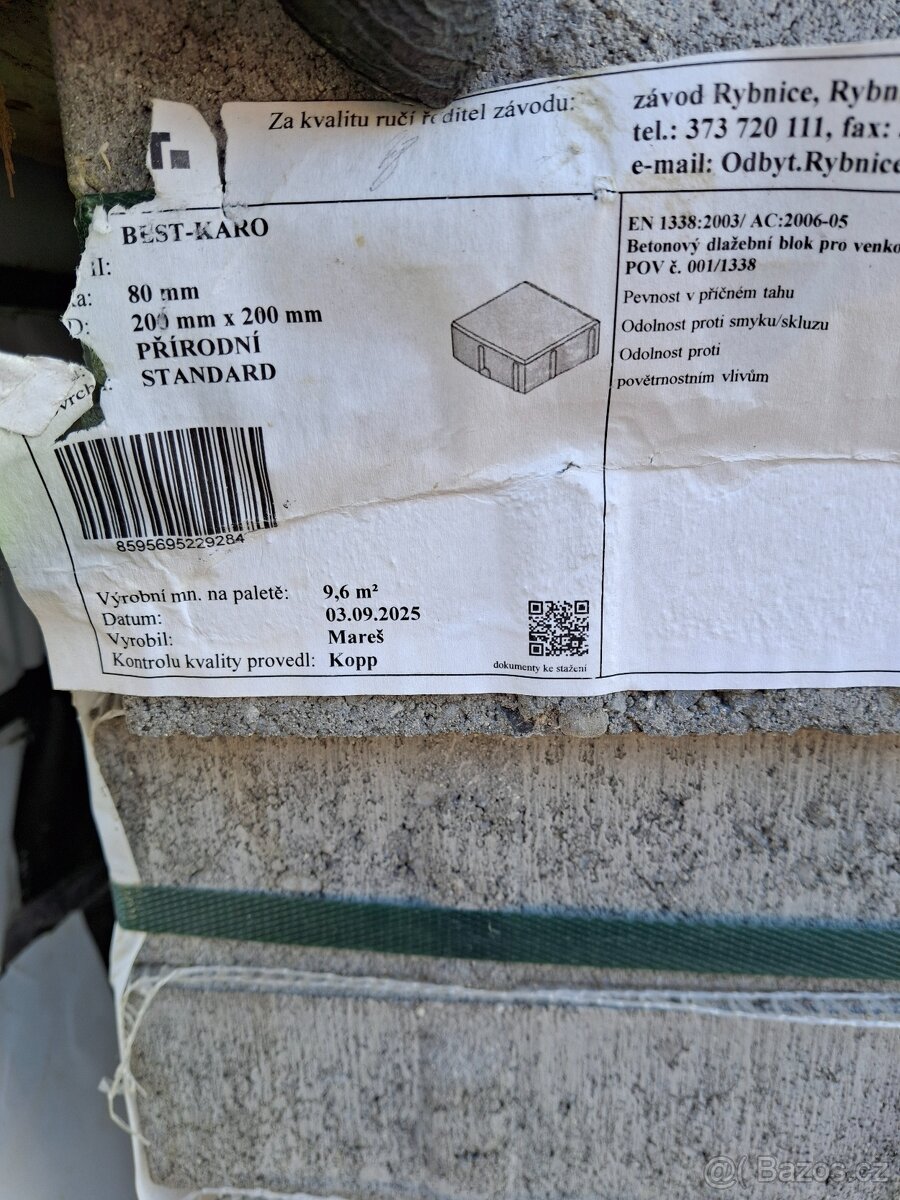 Za kvalitu ručí ředitel závodu:
závod Rybnice, Rybn
tel.: 373 720 111, fax:
e-mail: Odbyt.Rybnice
BEST-KARO
80 mm
200 mm x 200 mm
PŘÍRODNÍ
STANDARD
8595695229284
Výrobní mn. na paletě: 9,6 m²
Datum: 03.09.2025
Vyrobil: Mareš
Kontrolu kvality provedl: Kopp
dokumenty ke stažení
EN 1338:2003/ AC:2006-05
Betonový dlažební blok pro venko
POV č. 001/1338
Pevnost v příčném tahu
Odolnost proti smyku/skluzu
Odolnost proti
povětrnostním vlivům
@( Bazos.cz